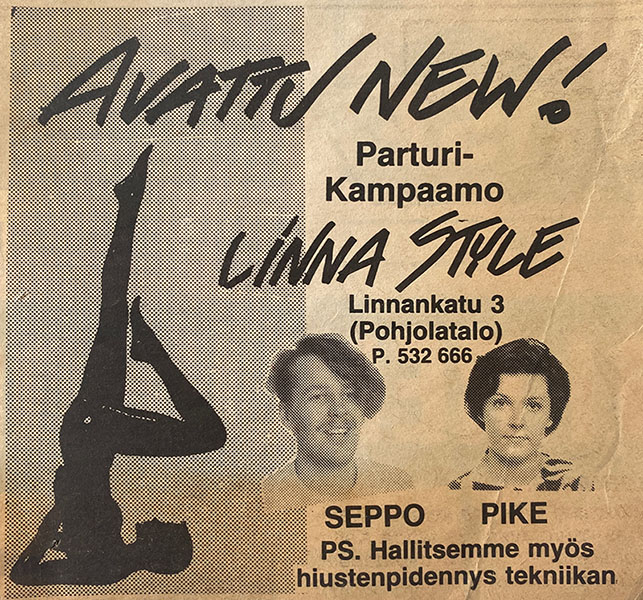 AVATTU NEW!
Parturi-
Kampaamo
LINNA STYLE
Linnankatu 3
(Pohjolatalo)
P. 532 666
SEPPO PIKE
PS. Hallitsemme myös
hiustenpidennys tekniikan